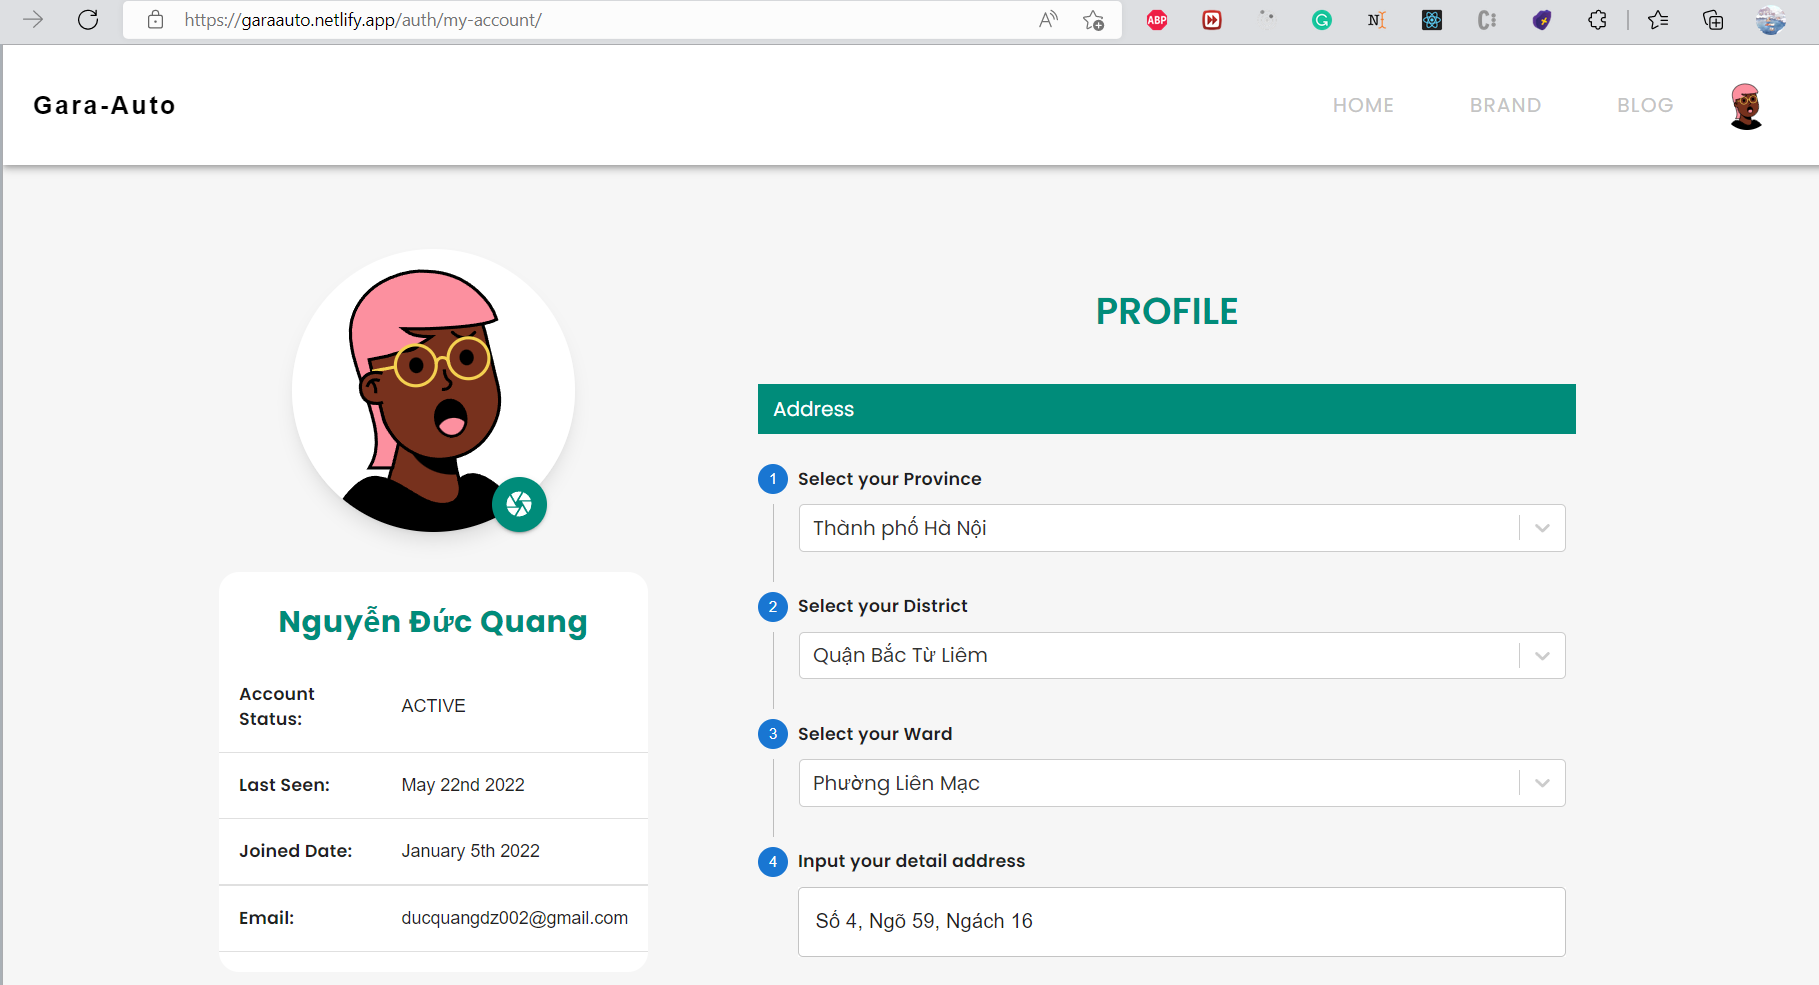 https://garaauto.netlify.app/auth/my-account/
Gara-Auto
HOME BRAND BLOG
PROFILE
Address
1 Select your Province
Thành phố Hà Nội
2 Select your District
Quận Bắc Từ Liêm
3 Select your Ward
Phường Liên Mạc
4 Input your detail address
Số 4, Ngõ 59, Ngách 16
Nguyễn Đức Quang
Account
Status:
ACTIVE
Last Seen: May 22nd 2022
Joined Date: January 5th 2022
Email: ducquangdz002@gmail.com